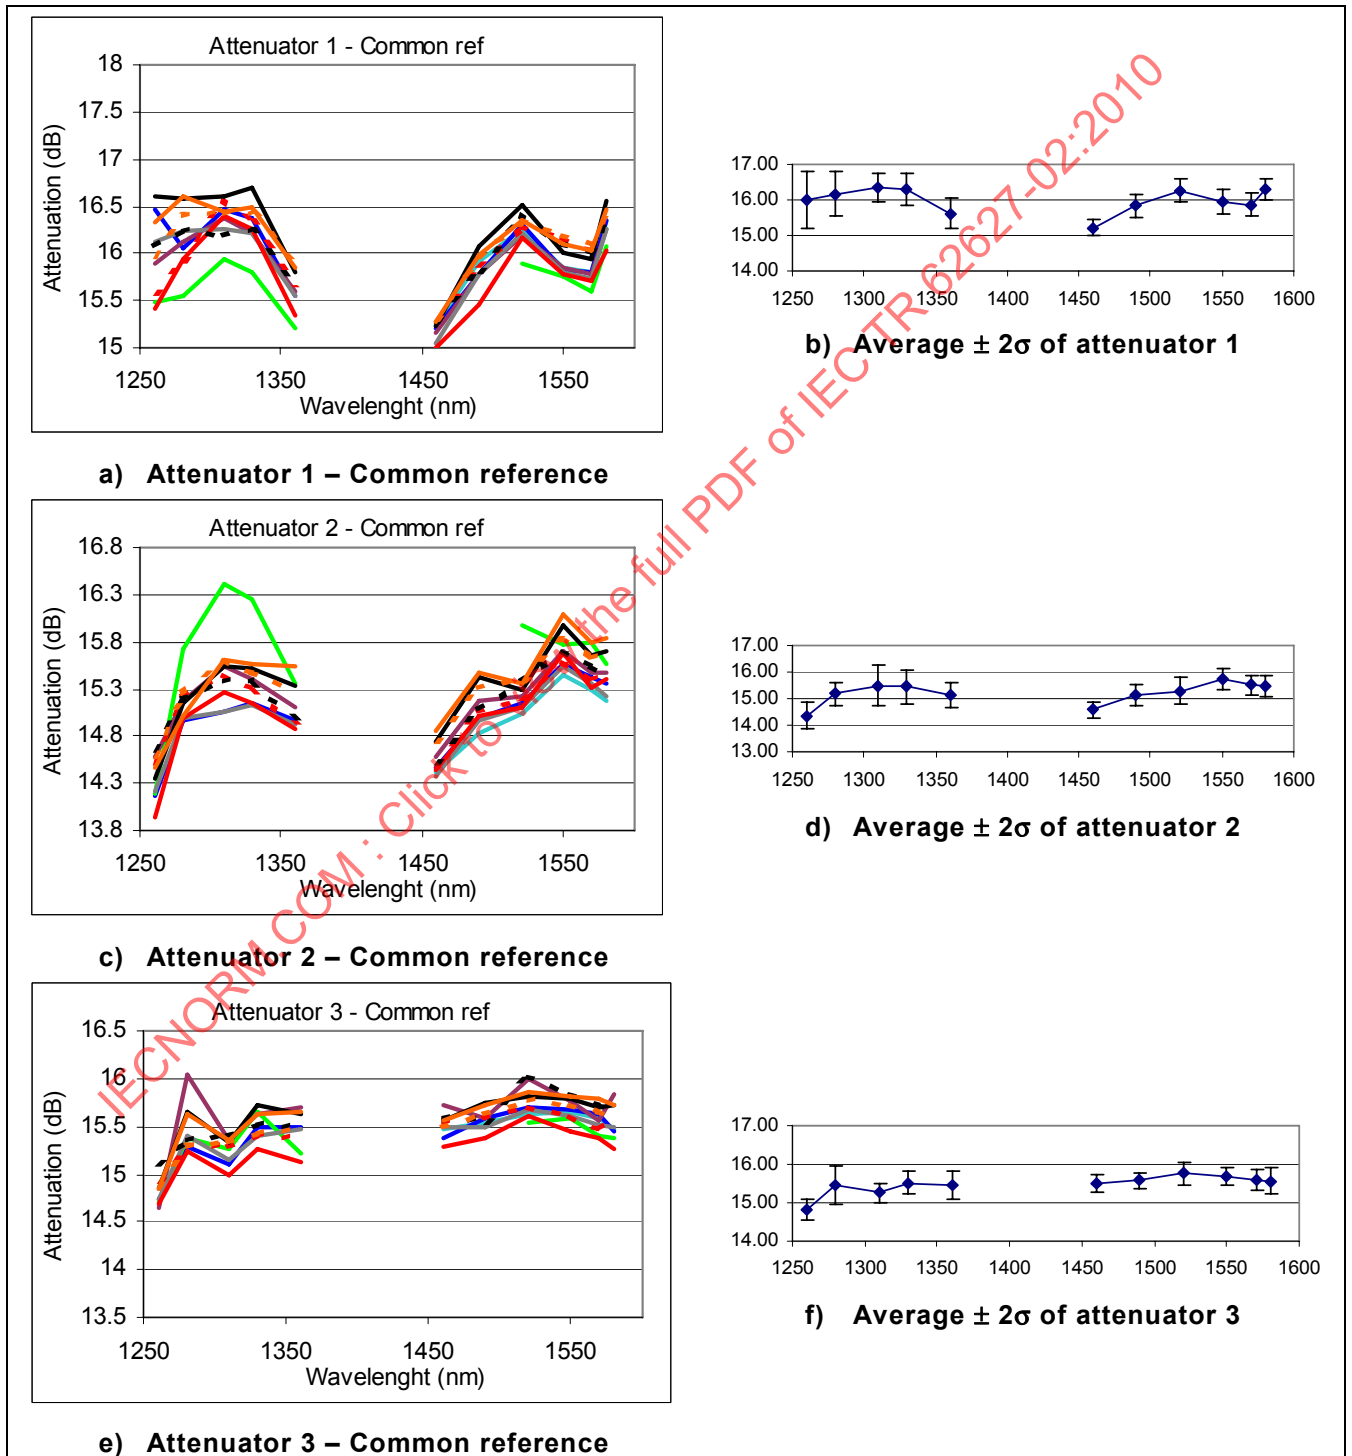 Attenuator 1 - Common ref
Attenuation (dB)
18
17.5
17
16.5
16
15.5
15
1250 1350 1450 1550
Wavelenght (nm)
a) Attenuator 1 – Common reference
17.00
16.00
15.00
14.00
1250 1300 1350 1400 1450 1500 1550 1600
b) Average ± 2σ of attenuator 1
Attenuator 2 - Common ref
Attenuation (dB)
16.8
16.3
15.8
15.3
14.8
14.3
13.8
1250 1350 1450 1550
Wavelenght (nm)
c) Attenuator 2 – Common reference
17.00
16.00
15.00
14.00
13.00
1250 1300 1350 1400 1450 1500 1550 1600
d) Average ± 2σ of attenuator 2
Attenuator 3 - Common ref
Attenuation (dB)
16.5
16
15.5
15
14.5
14
13.5
1250 1350 1450 1550
Wavelenght (nm)
e) Attenuator 3 – Common reference
17.00
16.00
15.00
14.00
1250 1300 1350 1400 1450 1500 1550 1600
f) Average ± 2σ of attenuator 3
IECNORM.COM : Click to the full PDF of IEC TR 62627-02:2010